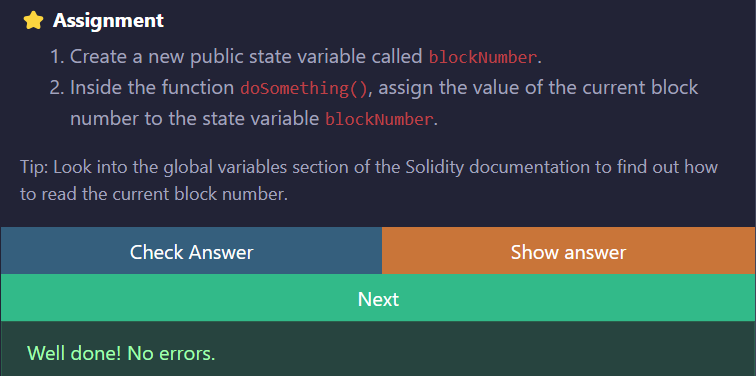 Assignment
1. Create a new public state variable called blockNumber.
2. Inside the function doSomething(), assign the value of the current block
number to the state variable blockNumber.
Tip: Look into the global variables section of the Solidity documentation to find out how
to read the current block number.
Check Answer
Show answer
Next
Well done! No errors.